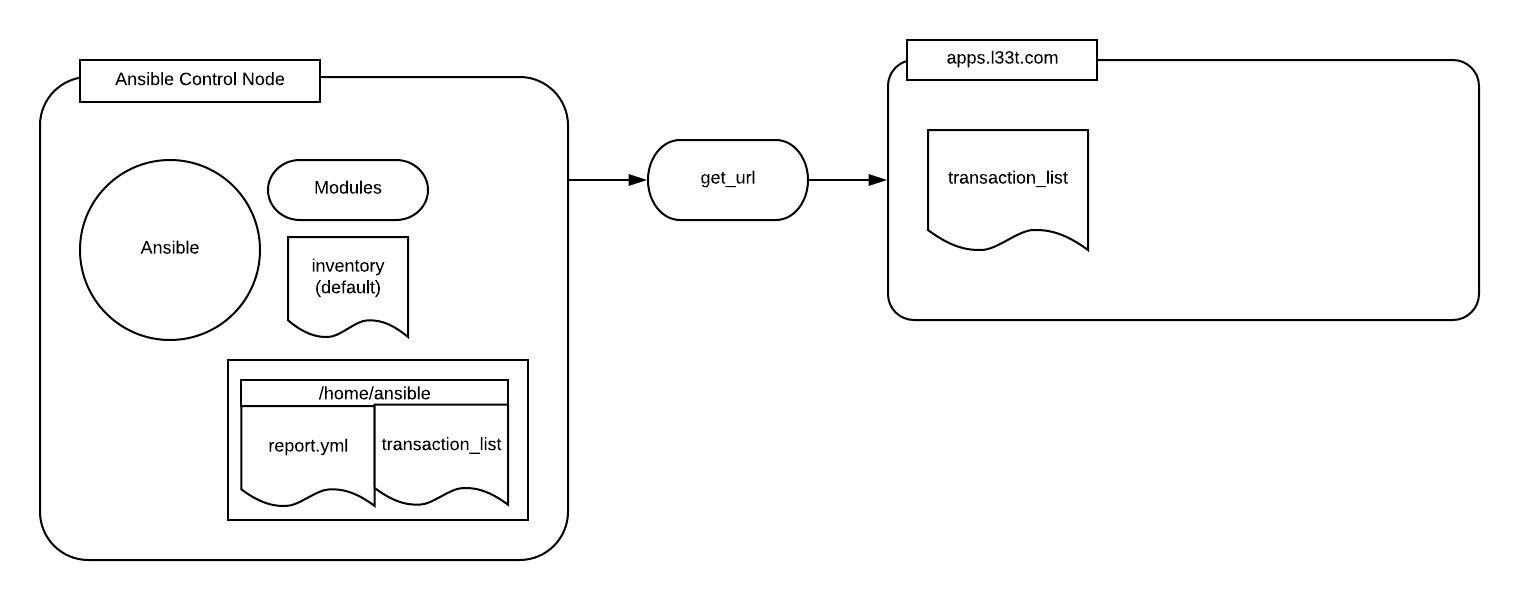 Ansible Control Node
Ansible
Modules
inventory
(default)
/home/ansible
report.yml
transaction_list
get_url
apps.l33t.com
transaction_list